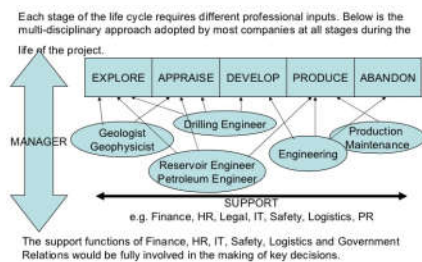 Each stage of the life cycle requires different professional inputs. Below is the
multi-disciplinary approach adopted by most companies at all stages during the
life of the project.
EXPLORE APPRAISE DEVELOP PRODUCE ABANDON
MANAGER
Drilling Engineer
Geologist
Geophysicist
Production
Maintenance
Engineering
Reservoir Engineer
Petroleum Engineer
SUPPORT
e.g. Finance, HR, Legal, IT, Safety, Logistics, PR
The support functions of Finance, HR, IT, Safety, Logistics and Government
Relations would be fully involved in the making of key decisions.